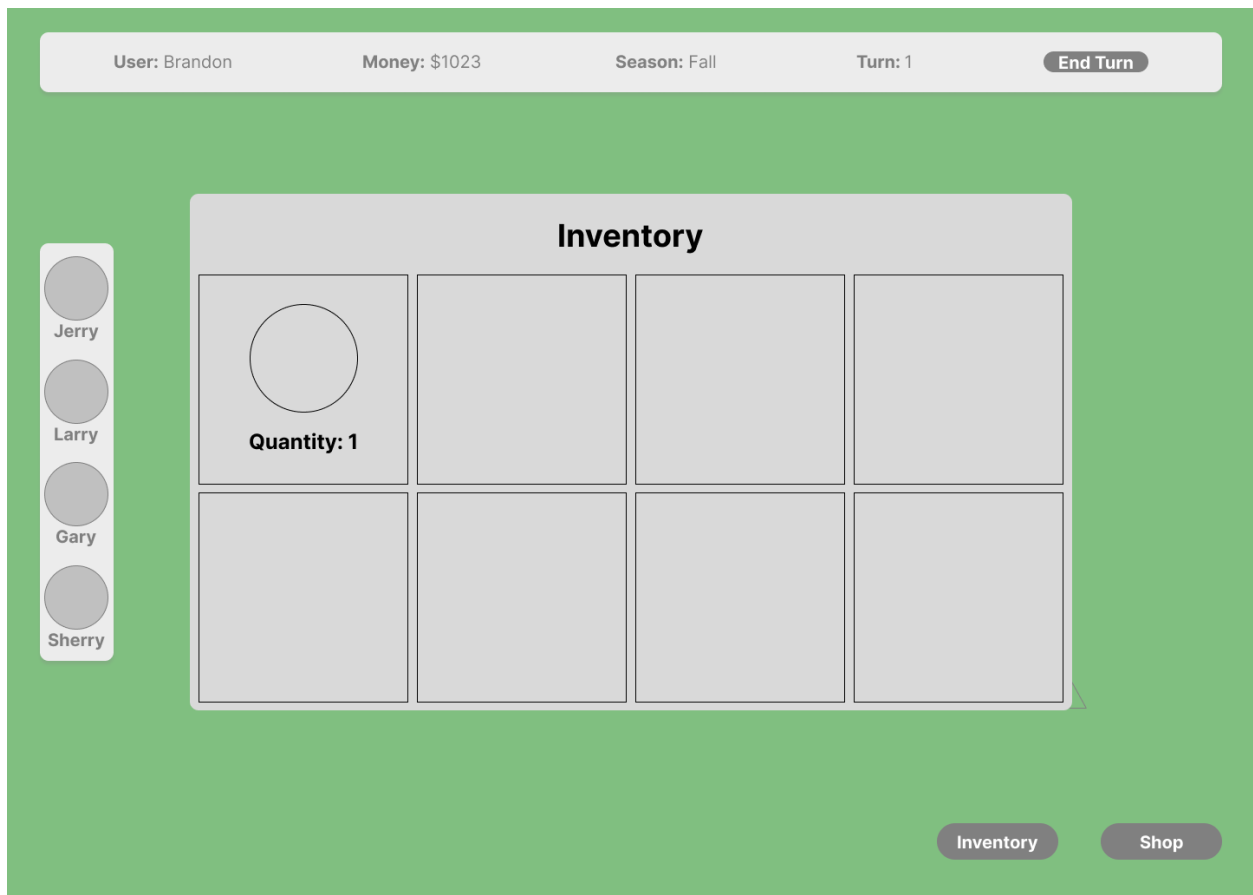 User: Brandon Money: $1023 Season: Fall Turn: 1 End Turn
Inventory
Quantity: 1
Jerry
Larry
Gary
Sherry
Inventory Shop